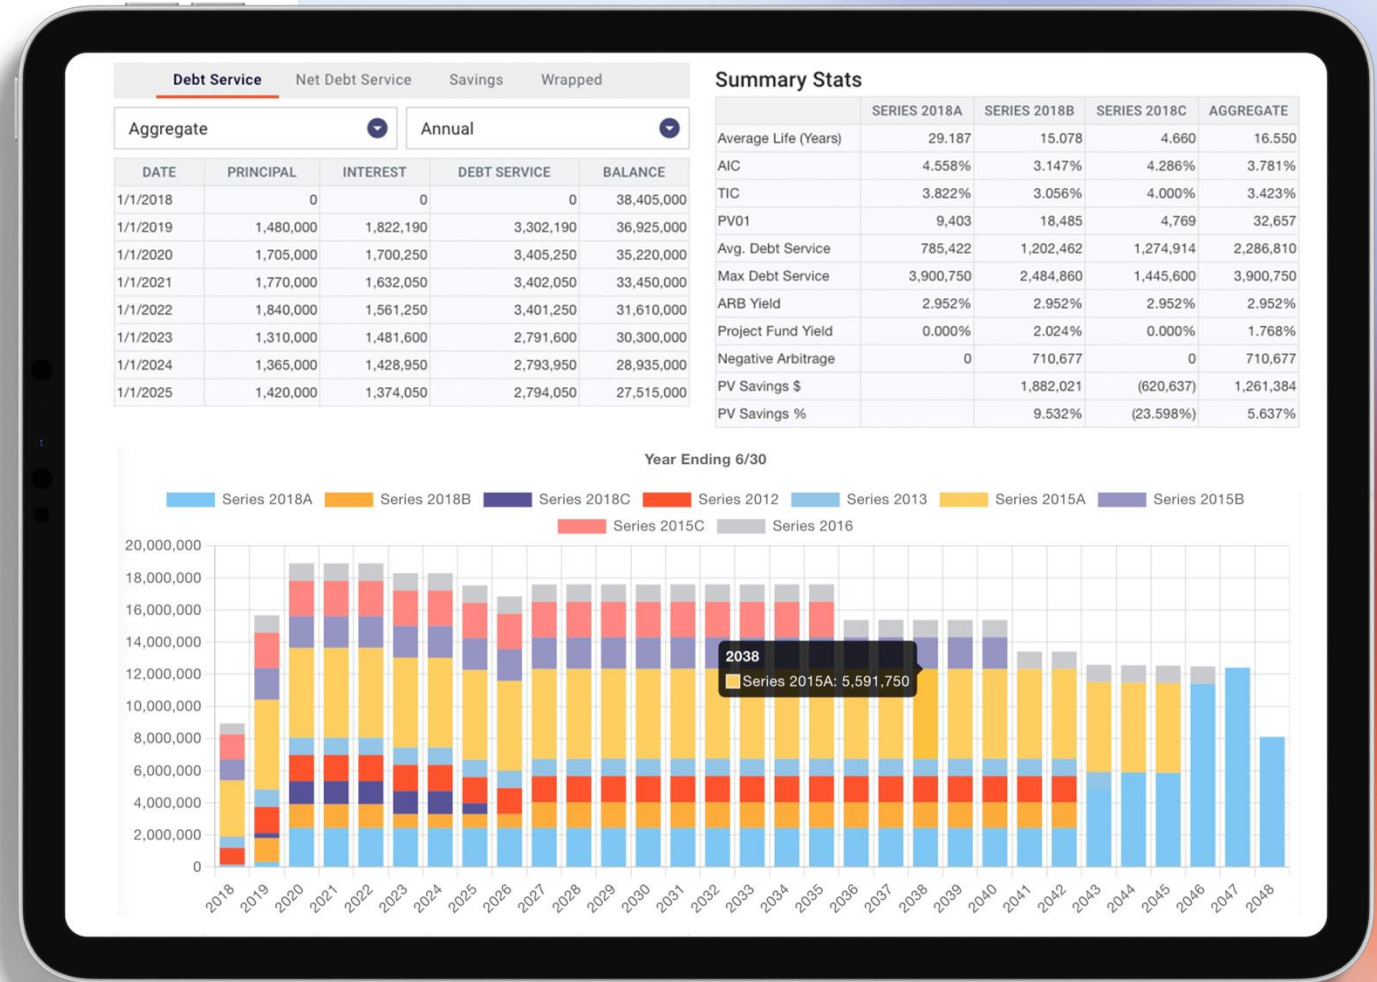 Debt Service Net Debt Service Savings Wrapped
Aggregate Annual
DATE PRINCIPAL INTEREST DEBT SERVICE BALANCE
1/1/2018 0 0 0 38,405,000
1/1/2019 1,480,000 1,822,190 3,302,190 36,925,000
1/1/2020 1,705,000 1,700,250 3,405,250 35,220,000
1/1/2021 1,770,000 1,632,050 3,402,050 33,450,000
1/1/2022 1,840,000 1,561,250 3,401,250 31,610,000
1/1/2023 1,310,000 1,481,600 2,791,600 30,300,000
1/1/2024 1,365,000 1,428,950 2,793,950 28,935,000
1/1/2025 1,420,000 1,374,050 2,794,050 27,515,000
Summary Stats
SERIES 2018A SERIES 2018B SERIES 2018C AGGREGATE
Average Life (Years) 29.187 15.078 4.660 16.550
AIC 4.558% 3.147% 4.286% 3.781%
TIC 3.822% 3.056% 4.000% 3.423%
PV01 9,403 18,485 4,769 32,657
Avg. Debt Service 785,422 1,202,462 1,274,914 2,286,810
Max Debt Service 3,900,750 2,484,860 1,445,600 3,900,750
ARB Yield 2.952% 2.952% 2.952% 2.952%
Project Fund Yield 0.000% 2.024% 0.000% 1.768%
Negative Arbitrage 0 710,677 0 710,677
PV Savings $ 1,882,021 (620,637) 1,261,384
PV Savings % 9.532% (23.598%) 5.637%
Year Ending 6/30
Series 2018A Series 2018B Series 2018C Series 2012 Series 2013 Series 2015A Series 2015B
Series 2015C Series 2016
20,000,000
18,000,000
16,000,000
14,000,000
12,000,000
10,000,000
8,000,000
6,000,000
4,000,000
2,000,000
0
2038
Series 2015A: 5,591,750
2018 2019 2020 2021 2022 2023 2024 2025 2026 2027 2028 2029 2030 2031 2032 2033 2034 2035 2036 2037 2038 2039 2040 2041 2042 2043 2044 2045 2046 2047 2048